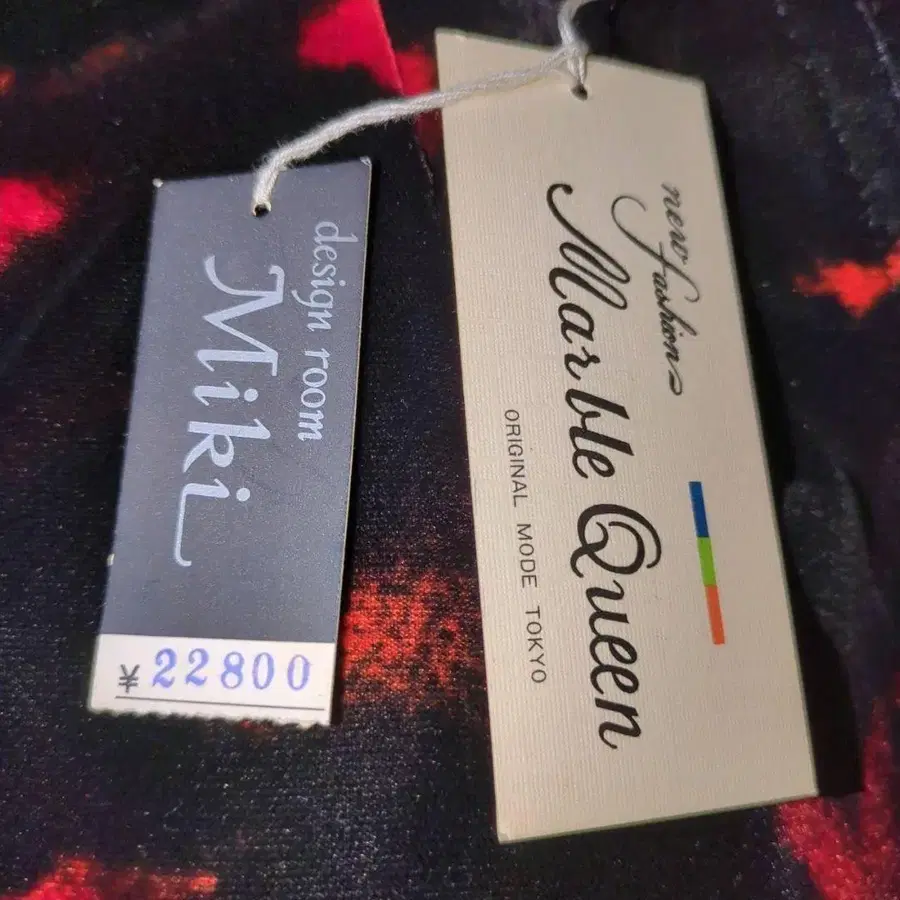 design room
Miki
¥22800
new fashion
Marble Queen
ORIGINAL MODE TOKYO